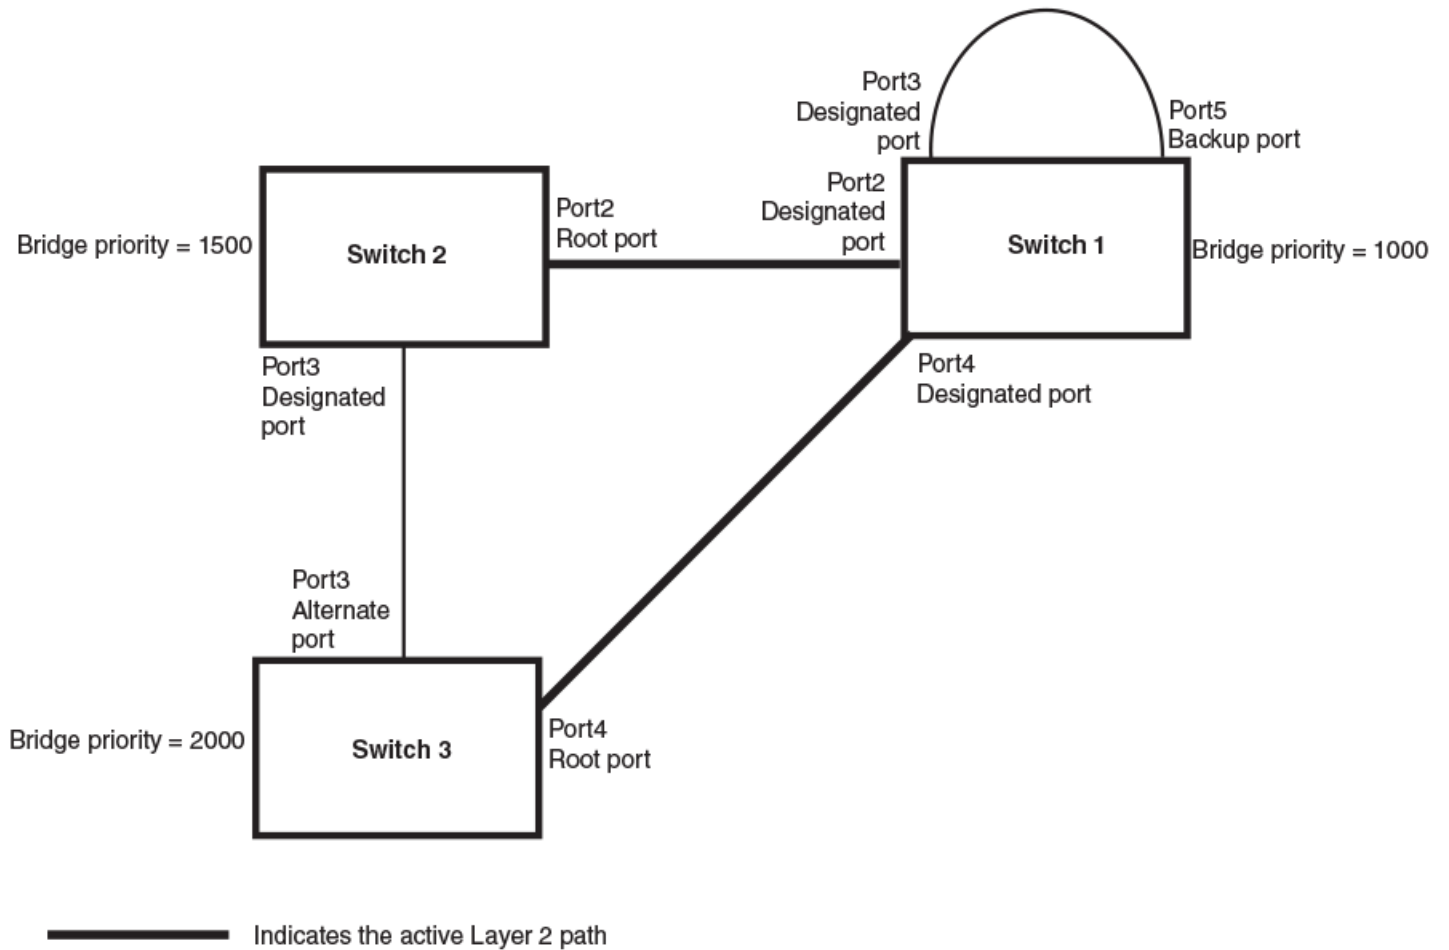 Port3
Designated
port
Port5
Backup port
Port2
Designated
port
Port2
Root port
Bridge priority = 1500
Switch 2
Switch 1
Bridge priority = 1000
Port3
Designated
port
Port4
Designated port
Port3
Alternate
port
Bridge priority = 2000
Switch 3
Port4
Root port
Indicates the active Layer 2 path